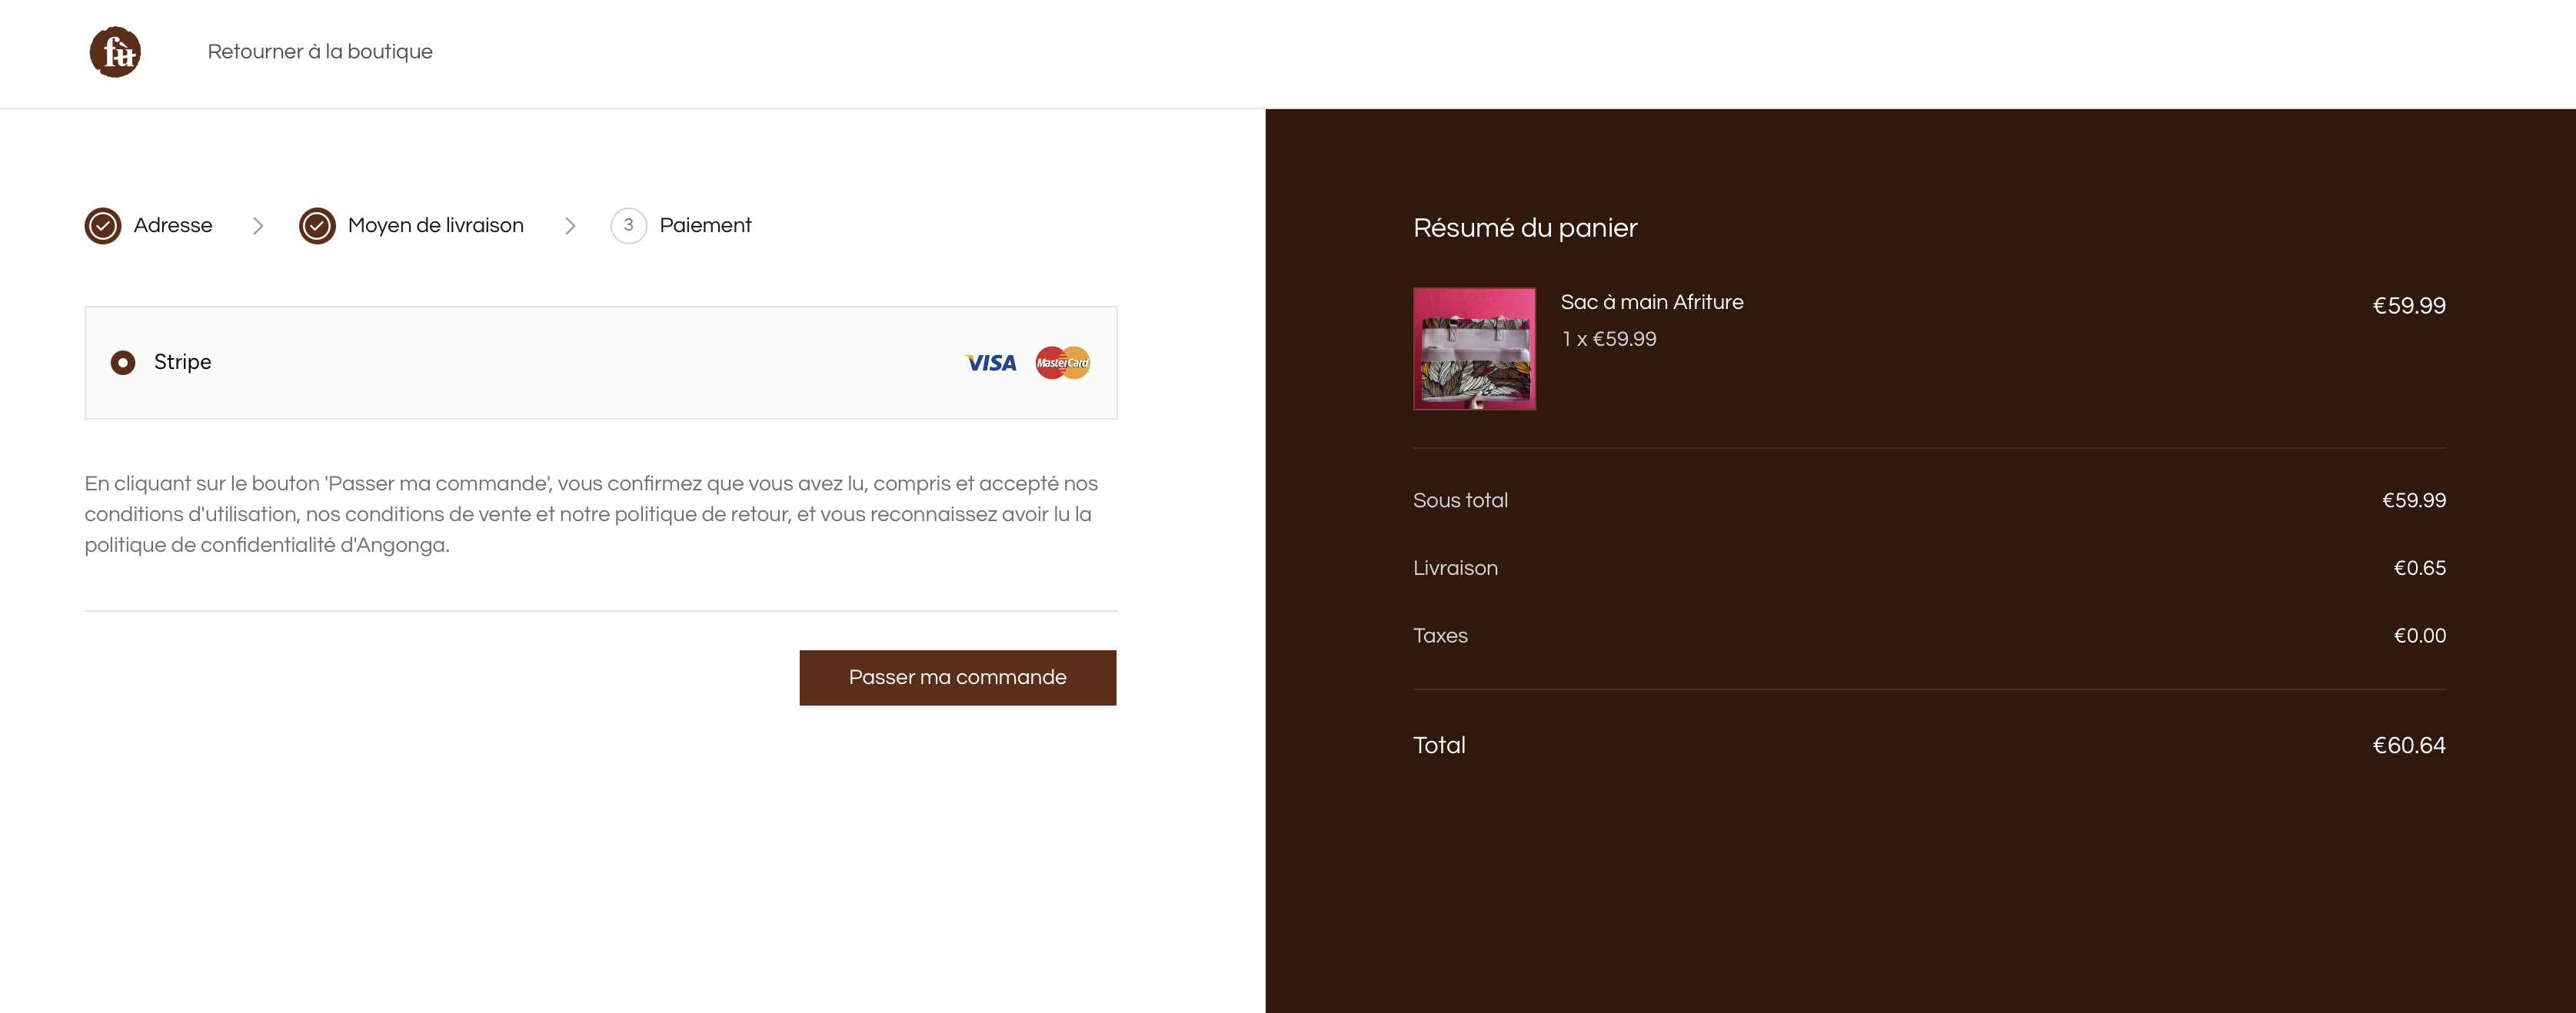 fù
Retourner à la boutique
Adresse
Moyen de livraison
3 Paiement
Stripe
VISA MasterCard
En cliquant sur le bouton 'Passer ma commande', vous confirmez que vous avez lu, compris et accepté nos
conditions d'utilisation, nos conditions de vente et notre politique de retour, et vous reconnaissez avoir lu la
politique de confidentialité d'Angonga.
Passer ma commande
Résumé du panier
Sac à main Afriture €59.99
1 x €59.99
Sous total €59.99
Livraison €0.65
Taxes €0.00
Total €60.64